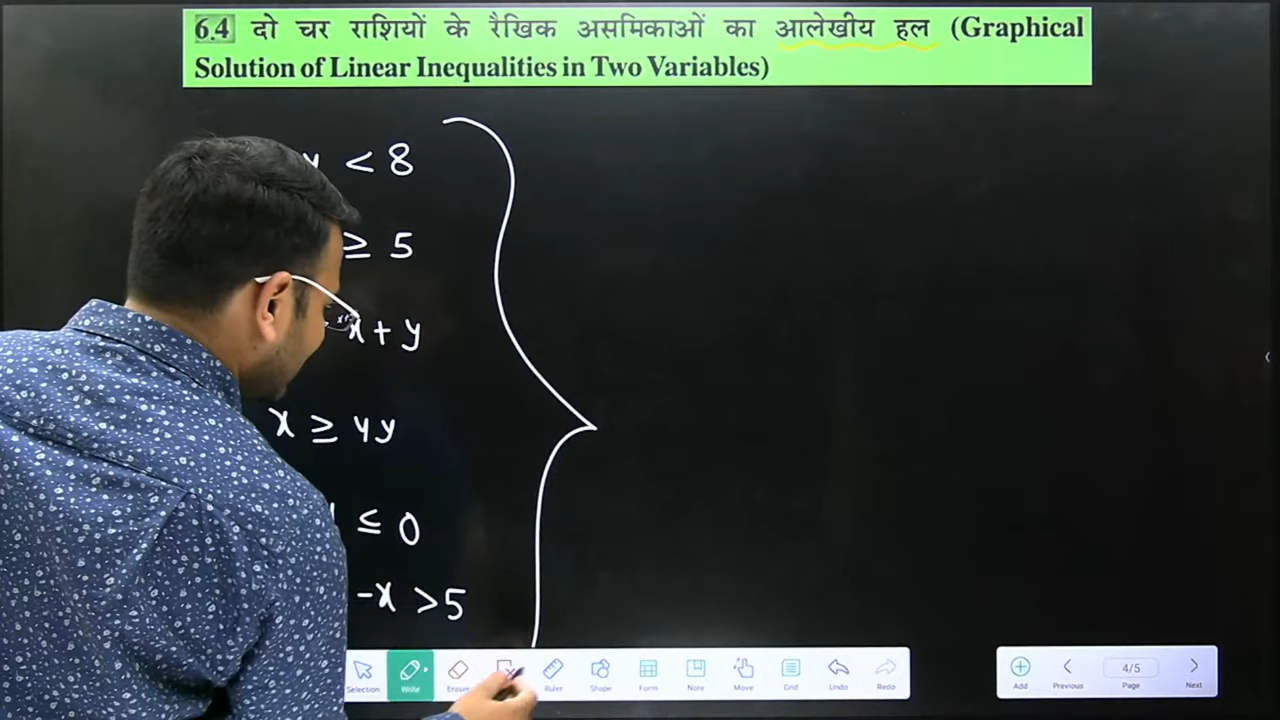 6.4 दो चर राशियों के रैखिक असमिकाओं का आलेखीय हल (Graphical
Solution of Linear Inequalities in Two Variables)
y < 8
≥ 5
x + y
x ≥ 4y
≤ 0
-x > 5
Selection Write Eraser Ruler Shape Form Note Move Grid Undo Redo
Add Previous 4/5 Page Next